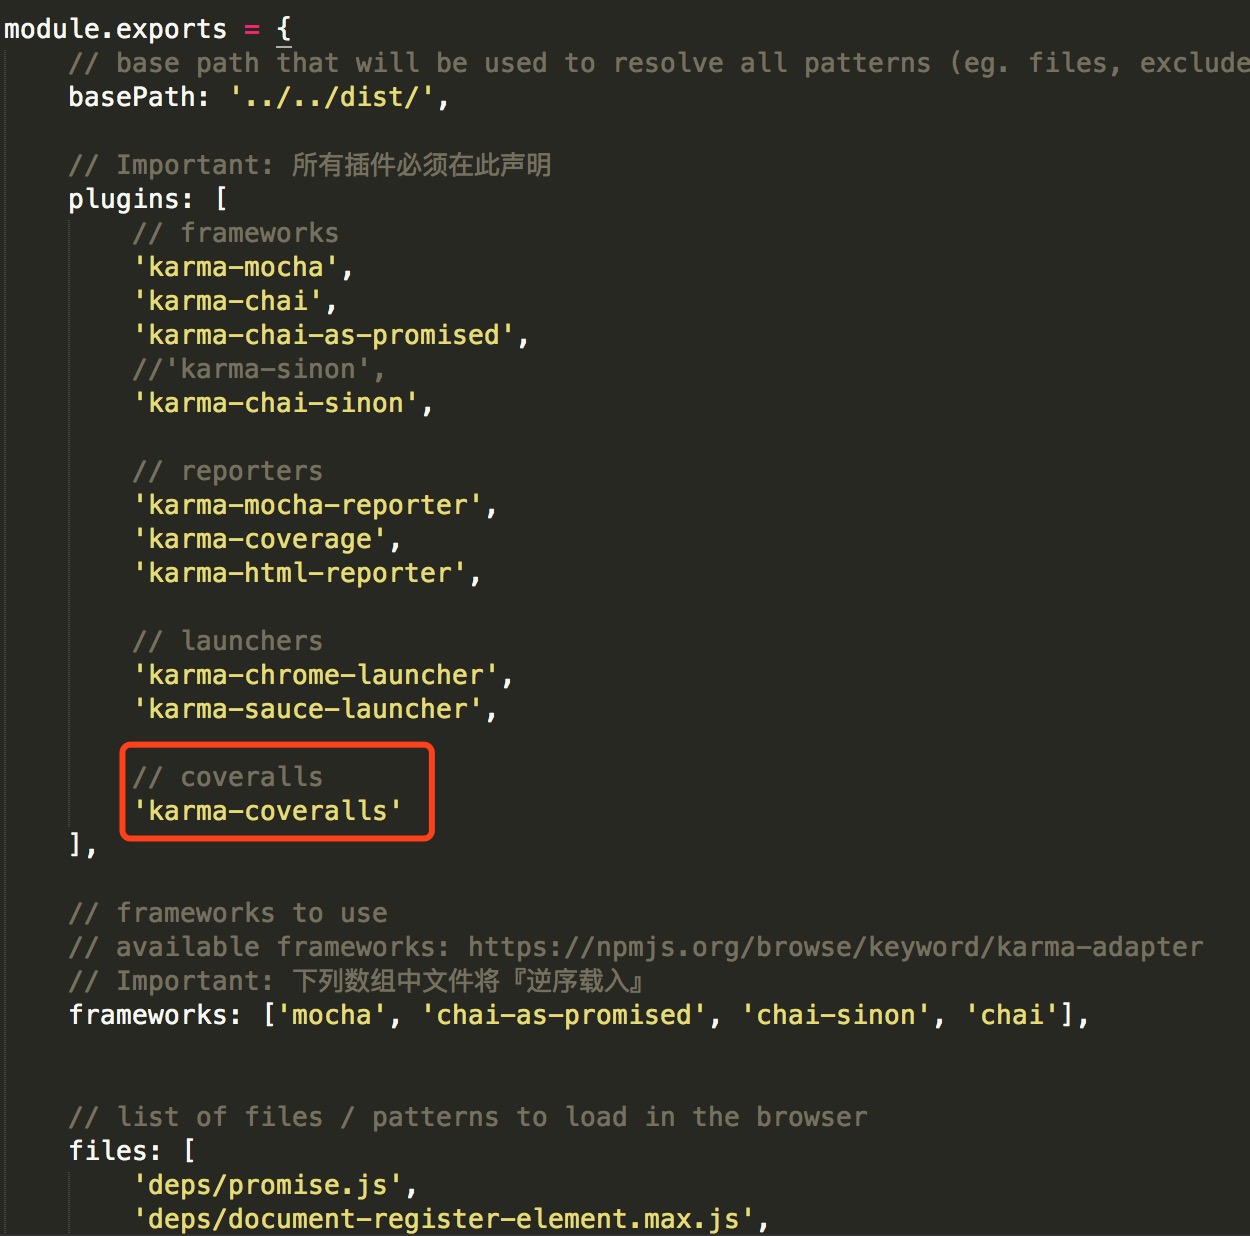 module.exports = {
// base path that will be used to resolve all patterns (eg. files, exclude
basePath: '../../dist/',
// Important: 所有插件必须在此声明
plugins: [
// frameworks
'karma-mocha',
'karma-chai',
'karma-chai-as-promised',
//'karma-sinon',
'karma-chai-sinon',
// reporters
'karma-mocha-reporter',
'karma-coverage',
'karma-html-reporter',
// launchers
'karma-chrome-launcher',
'karma-sauce-launcher',
// coveralls
'karma-coveralls'
],
// frameworks to use
// available frameworks: https://npmjs.org/browse/keyword/karma-adapter
// Important: 下列数组中文件将『逆序载入』
frameworks: ['mocha', 'chai-as-promised', 'chai-sinon', 'chai'],
// list of files / patterns to load in the browser
files: [
'deps/promise.js',
'deps/document-register-element.max.js',